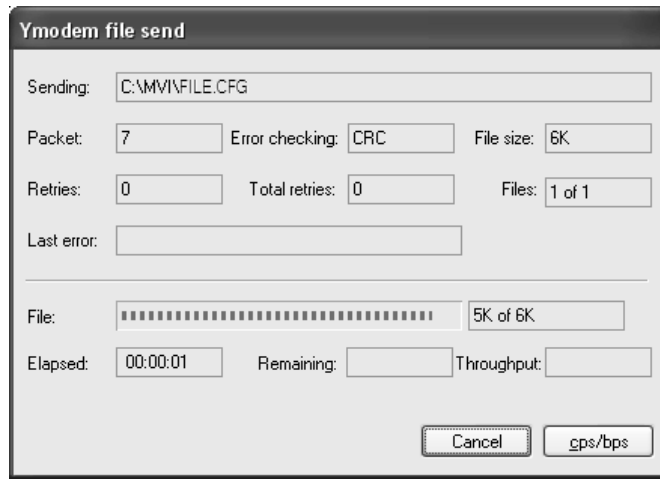 Ymodem file send
Sending: C:\MVI\FILE.CFG
Packet: 7 Error checking: CRC File size: 6K
Retries: 0 Total retries: 0 Files: 1 of 1
Last error:
File: 5K of 6K
Elapsed: 00:00:01 Remaining: Throughput:
Cancel cps/bps